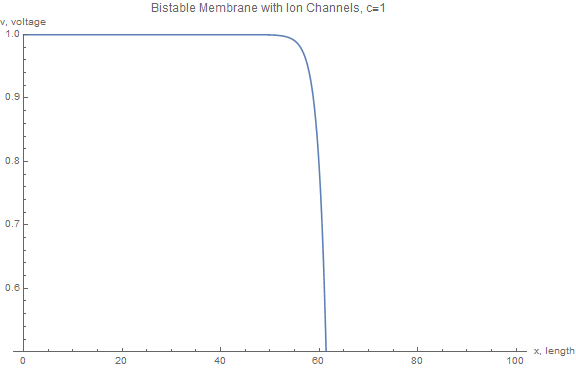 Bistable Membrane with Ion Channels, c=1
v, voltage
1.0
0.9
0.8
0.7
0.6
0 20 40 60 80 100
x, length